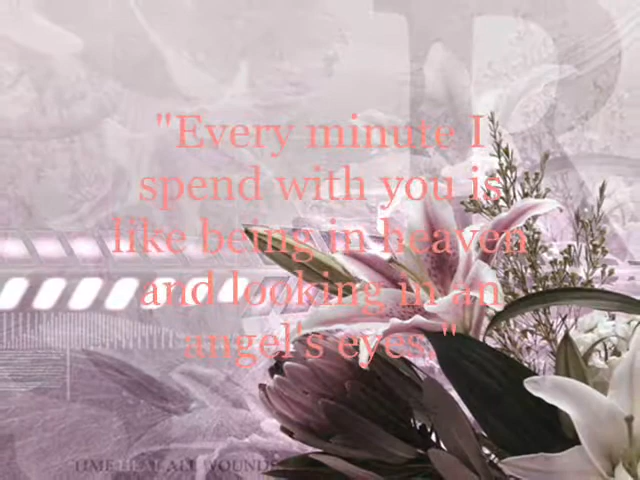 "Every minute I
spend with you is
like being in heaven
and looking in an
angel's eyes."
TIME HEAL ALL WOUNDS